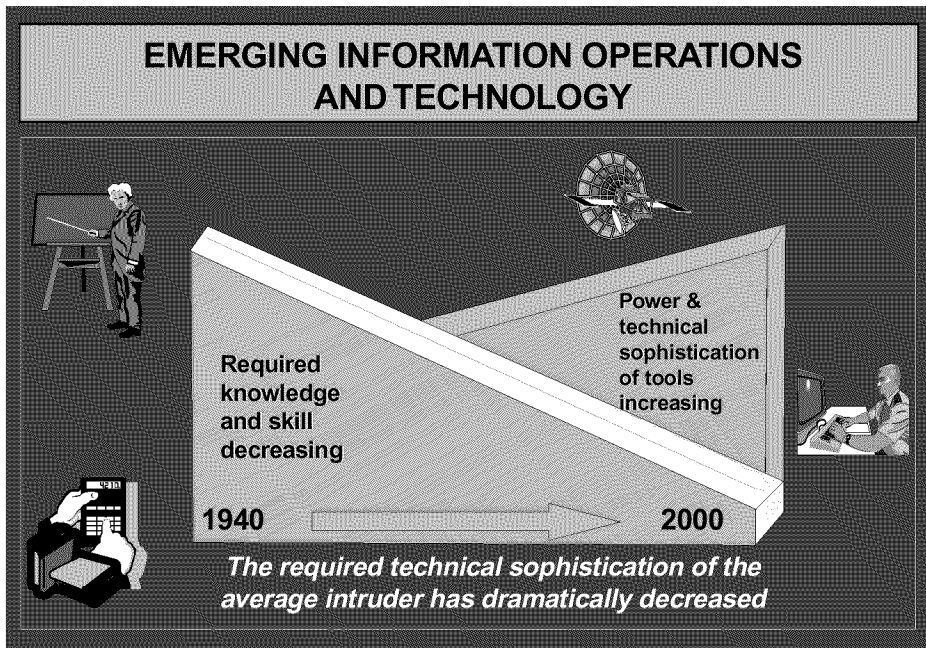 EMERGING INFORMATION OPERATIONS
AND TECHNOLOGY
Power &
technical
sophistication
of tools
increasing
Required
knowledge
and skill
decreasing
1940
2000
The required technical sophistication of the
average intruder has dramatically decreased